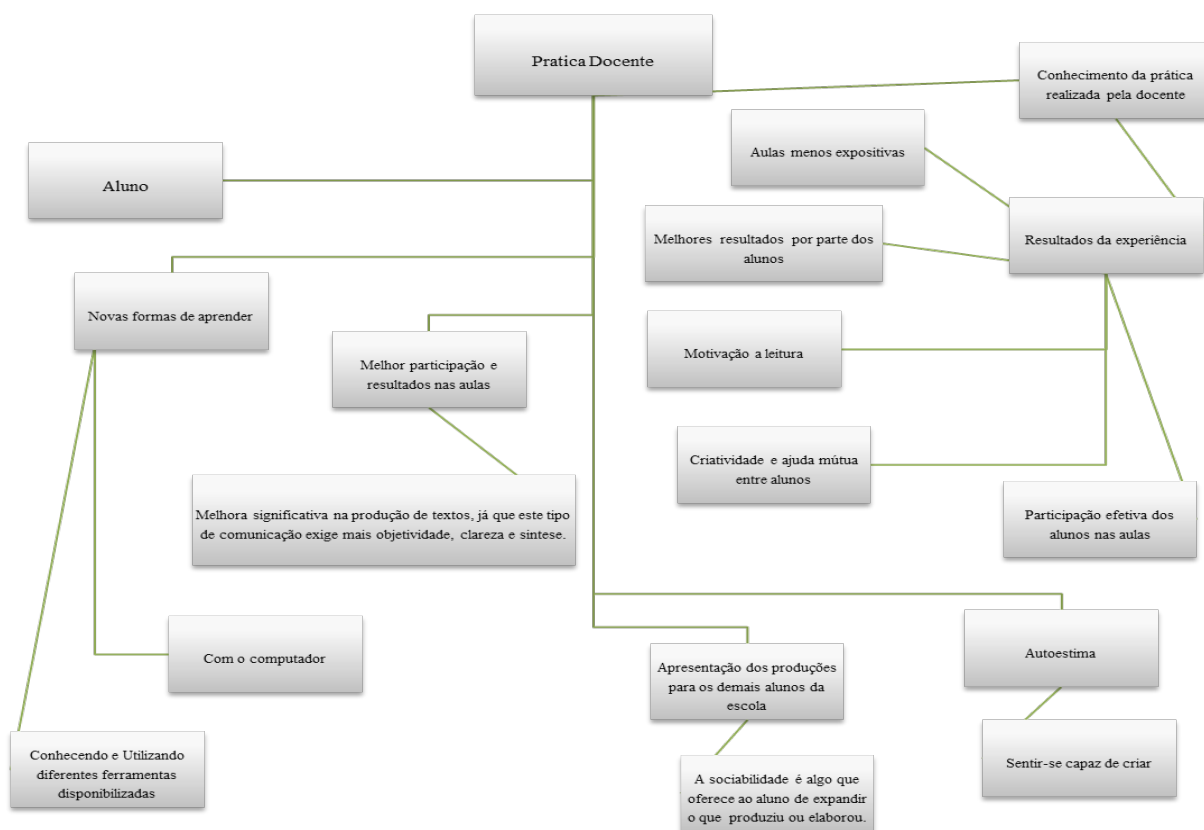 Pratica Docente
Conhecimento da prática
realizada pela docente
Aulas menos expositivas
Aluno
Melhores resultados por parte dos
alunos
Resultados da experiência
Novas formas de aprender
Melhor participação e
resultados nas aulas
Motivação a leitura
Criatividade e ajuda mútua
entre alunos
Melhora significativa na produção de textos, já que este tipo
de comunicação exige mais objetividade, clareza e sintese.
Participação efetiva dos
alunos nas aulas
Com o computador
Apresentação dos produções
para os demais alunos da
escola
Autoestima
Conhecendo e Utilizando
diferentes ferramentas
disponibilizadas
A sociabilidade é algo que
oferece ao aluno de expandir
o que produziu ou elaborou.
Sentir-se capaz de criar